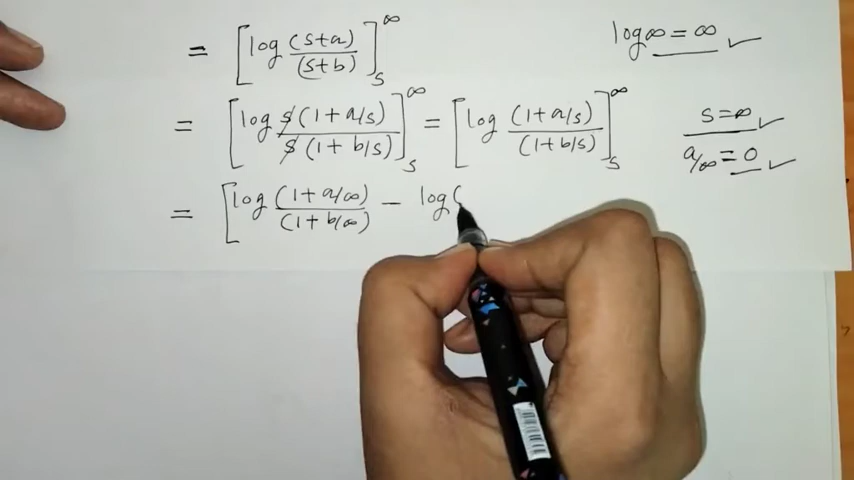 = [log (s+a)/(s+b)]_s^∞
log∞ = ∞ ✓
= [log s(1+a/s)/s(1+b/s)]_s^∞ = [log (1+a/s)/(1+b/s)]_s^∞
s=∞ ✓
a/∞ = 0 ✓
= [log (1+a/∞)/(1+b/∞) − log(